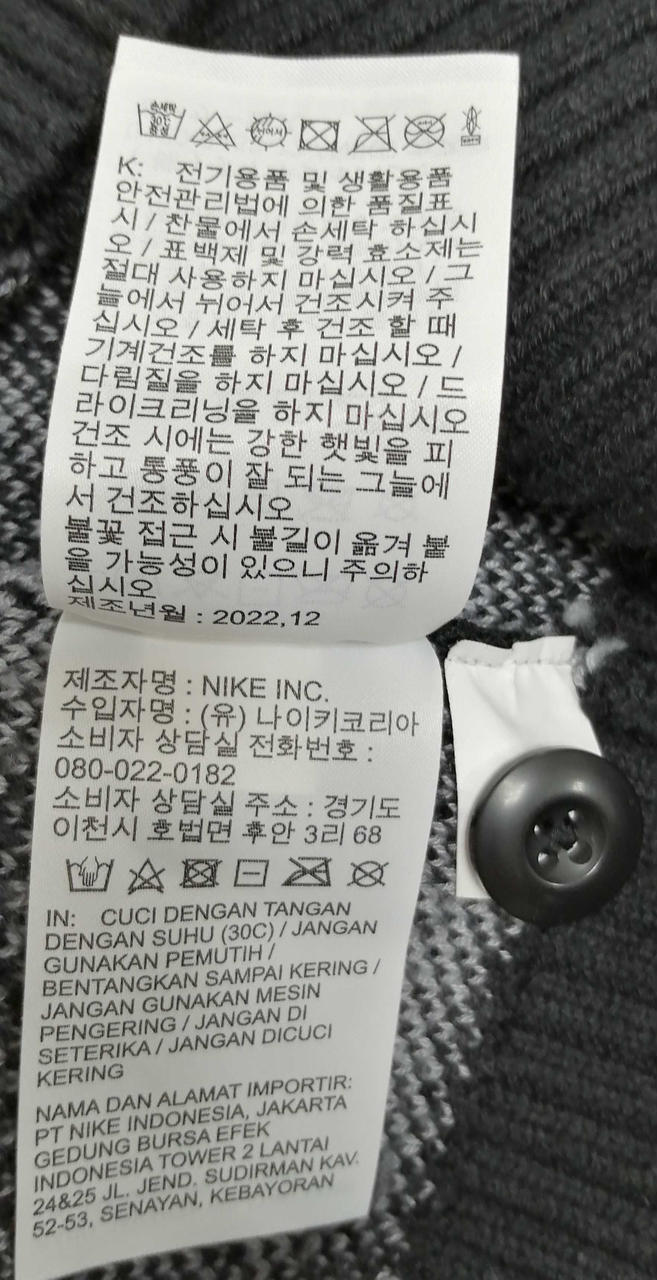 손세탁
30℃
중성
K: 전기용품 및 생활용품
안전관리법에 의한 품질표
시 / 찬물에서 손세탁 하십시
오 / 표백제 및 강력 효소제는
절대 사용하지 마십시오 / 그
늘에서 뉘어서 건조시켜 주
십시오 / 세탁 후 건조 할 때
기계건조를 하지 마십시오 /
다림질을 하지 마십시오 / 드
라이크리닝을 하지 마십시오
건조 시에는 강한 햇빛을 피
하고 통풍이 잘 되는 그늘에
서 건조하십시오
불꽃 접근 시 불길이 옮겨 붙
을 가능성이 있으니 주의하
십시오
제조년월 : 2022,12
제조자명 : NIKE INC.
수입자명 : (유) 나이키코리아
소비자 상담실 전화번호 :
080-022-0182
소비자 상담실 주소 : 경기도
이천시 호법면 후안 3리 68
IN: CUCI DENGAN TANGAN
DENGAN SUHU (30C) / JANGAN
GUNAKAN PEMUTIH /
BENTANGKAN SAMPAI KERING /
JANGAN GUNAKAN MESIN
PENGERING / JANGAN DI
SETERIKA / JANGAN DICUCI
KERING
NAMA DAN ALAMAT IMPORTIR:
PT NIKE INDONESIA, JAKARTA
GEDUNG BURSA EFEK
INDONESIA TOWER 2 LANTAI
24&25 JL. JEND. SUDIRMAN KAV.
52-53, SENAYAN, KEBAYORAN